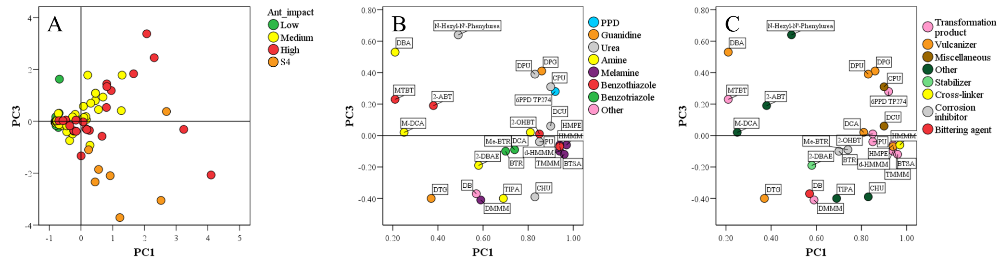 A
Ant_impact
Low
Medium
High
S4
PC3
4
2
0
-2
-4
-1
0
1
2
3
4
5
PC1
B
PPD
Guanidine
Urea
Amine
Melamine
Benzothiazole
Benzotriazole
Other
PC3
0.80
0.60
0.40
0.20
0.00
-0.20
-0.40
N-Hexyl-N'-Phenylurea
DBA
DPU
DPG
CPU
MTBT
2-ABT
6PPD TP274
DCU
M-DCA
2-OHBT
HMPE
HMMM
Me-BTR
DCA
PU
d-HMMM
2-DBAE
BTR
TMMM
BTSA
DTG
DB
TIPA
CHU
DMMM
0.20
0.40
0.60
0.80
1.00
PC1
C
Transformation
product
Vulcanizer
Miscellaneous
Other
Stabilizer
Cross-linker
Corrosion
inhibitor
Bittering agent
PC3
0.80
0.60
0.40
0.20
0.00
-0.20
-0.40
N-Hexyl-N'-Phenylurea
DBA
DPU
DPG
CPU
MTBT
2-ABT
6PPD TP274
DCU
M-DCA
DCA
HMMM
Me-BTR
2-OHBT
PU
2-DBAE
BTR
HMPE
d-HMMM
BTSA
TMMM
DTG
DB
TIPA
CHU
DMMM
0.20
0.40
0.60
0.80
1.00
PC1